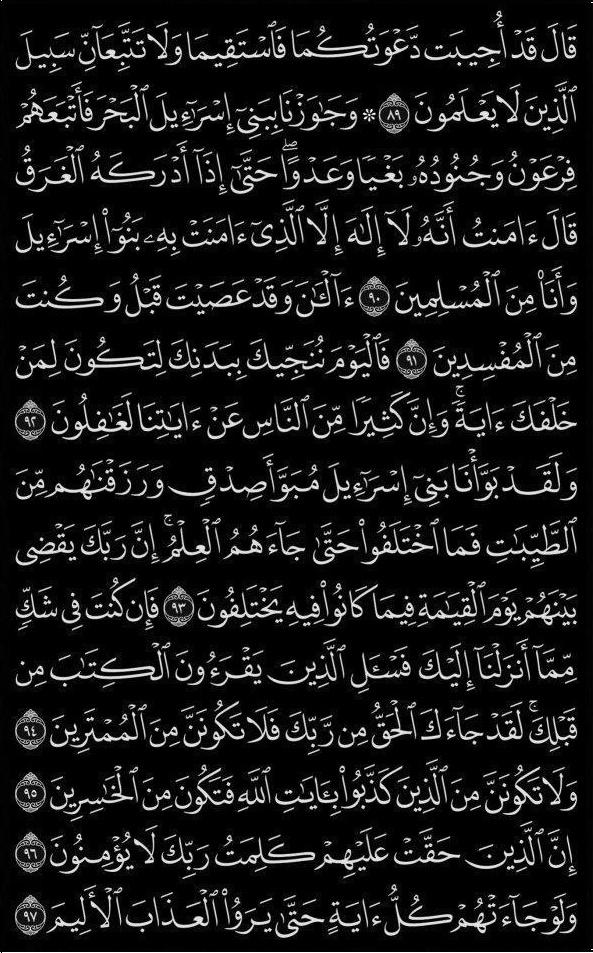 قَالَ قَدْ أُجِيبَت دَّعْوَتُكُمَا فَٱسْتَقِيمَا وَلَا تَتَّبِعَآنِّ سَبِيلَ
ٱلَّذِينَ لَا يَعْلَمُونَ ٨٩ ۞ وَجَٰوَزْنَا بِبَنِىٓ إِسْرَٰٓءِيلَ ٱلْبَحْرَ فَأَتْبَعَهُمْ
فِرْعَوْنُ وَجُنُودُهُۥ بَغْيًا وَعَدْوًا ۖ حَتَّىٰٓ إِذَآ أَدْرَكَهُ ٱلْغَرَقُ
قَالَ ءَامَنتُ أَنَّهُۥ لَآ إِلَٰهَ إِلَّا ٱلَّذِىٓ ءَامَنَتْ بِهِۦ بَنُوٓا۟ إِسْرَٰٓءِيلَ
وَأَنَا۠ مِنَ ٱلْمُسْلِمِينَ ٩٠ ءَآلْـَٰٔنَ وَقَدْ عَصَيْتَ قَبْلُ وَكُنتَ
مِنَ ٱلْمُفْسِدِينَ ٩١ فَٱلْيَوْمَ نُنَجِّيكَ بِبَدَنِكَ لِتَكُونَ لِمَنْ
خَلْفَكَ ءَايَةً ۚ وَإِنَّ كَثِيرًا مِّنَ ٱلنَّاسِ عَنْ ءَايَٰتِنَا لَغَٰفِلُونَ ٩٢
وَلَقَدْ بَوَّأْنَا بَنِىٓ إِسْرَٰٓءِيلَ مُبَوَّأَ صِدْقٍ وَرَزَقْنَٰهُم مِّنَ
ٱلطَّيِّبَٰتِ فَمَا ٱخْتَلَفُوا۟ حَتَّىٰ جَآءَهُمُ ٱلْعِلْمُ ۚ إِنَّ رَبَّكَ يَقْضِى
بَيْنَهُمْ يَوْمَ ٱلْقِيَٰمَةِ فِيمَا كَانُوا۟ فِيهِ يَخْتَلِفُونَ ٩٣ فَإِن كُنتَ فِى شَكٍّ
مِّمَّآ أَنزَلْنَآ إِلَيْكَ فَسْـَٔلِ ٱلَّذِينَ يَقْرَءُونَ ٱلْكِتَٰبَ مِن
قَبْلِكَ ۚ لَقَدْ جَآءَكَ ٱلْحَقُّ مِن رَّبِّكَ فَلَا تَكُونَنَّ مِنَ ٱلْمُمْتَرِينَ ٩٤
وَلَا تَكُونَنَّ مِنَ ٱلَّذِينَ كَذَّبُوا۟ بِـَٔايَٰتِ ٱللَّهِ فَتَكُونَ مِنَ ٱلْخَٰسِرِينَ ٩٥
إِنَّ ٱلَّذِينَ حَقَّتْ عَلَيْهِمْ كَلِمَتُ رَبِّكَ لَا يُؤْمِنُونَ ٩٦
وَلَوْ جَآءَتْهُمْ كُلُّ ءَايَةٍ حَتَّىٰ يَرَوُا۟ ٱلْعَذَابَ ٱلْأَلِيمَ ٩٧